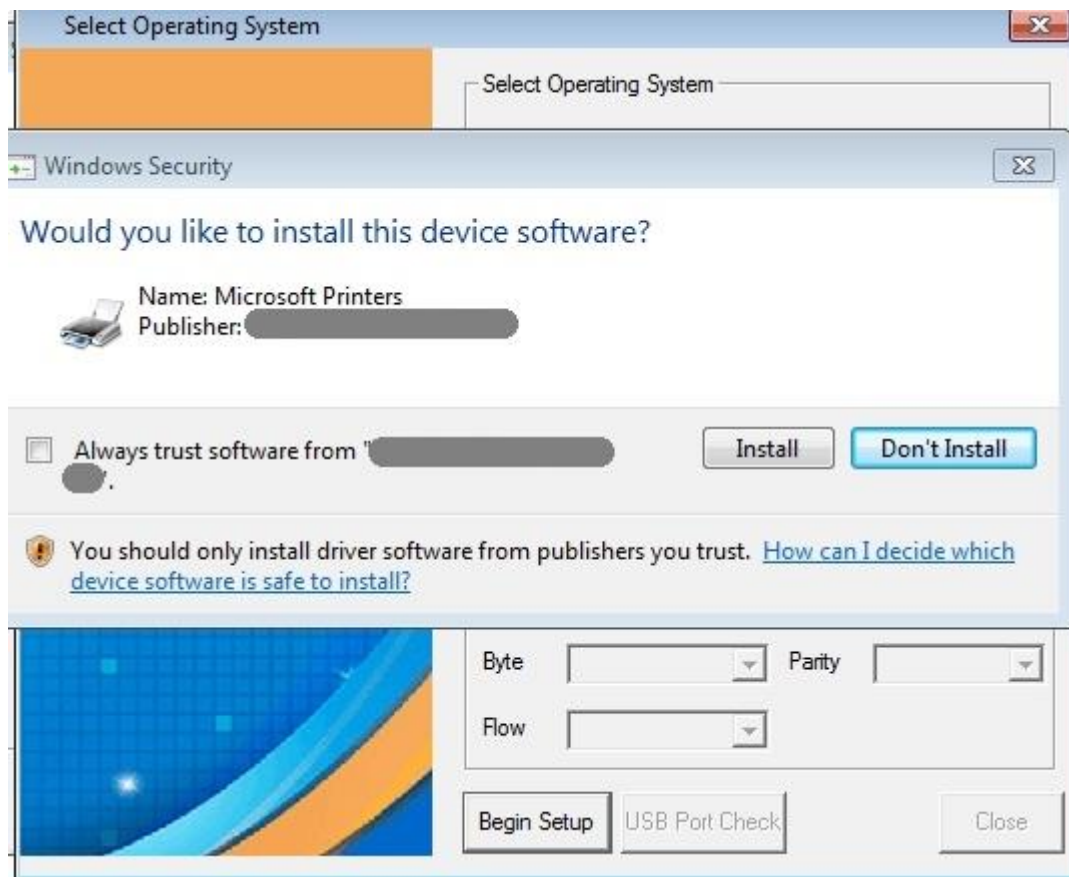 Select Operating System
Select Operating System
Windows Security
Would you like to install this device software?
Name: Microsoft Printers
Publisher:
Always trust software from "
".
Install
Don't Install
You should only install driver software from publishers you trust. How can I decide which
device software is safe to install?
Byte
Parity
Flow
Begin Setup
USB Port Check
Close